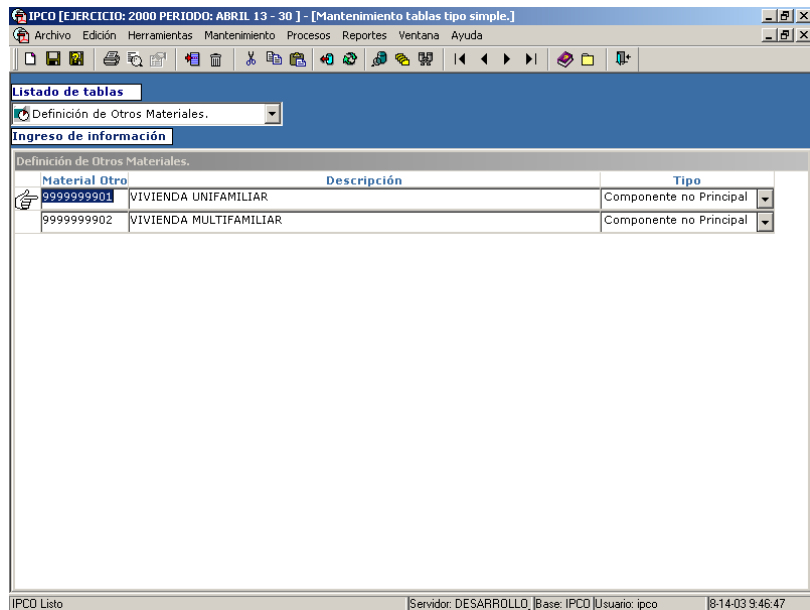 IPCO [EJERCICIO: 2000 PERIODO: ABRIL 13 - 30 ] - [Mantenimiento tablas tipo simple.]
Archivo Edición Herramientas Mantenimiento Procesos Reportes Ventana Ayuda
Listado de tablas
Definición de Otros Materiales.
Ingreso de información
Definición de Otros Materiales.
Material Otro Descripción Tipo
9999999901 VIVIENDA UNIFAMILIAR Componente no Principal
9999999902 VIVIENDA MULTIFAMILIAR Componente no Principal
IPCO Listo Servidor: DESARROLLO Base: IPCO Usuario: ipco 8-14-03 9:46:47